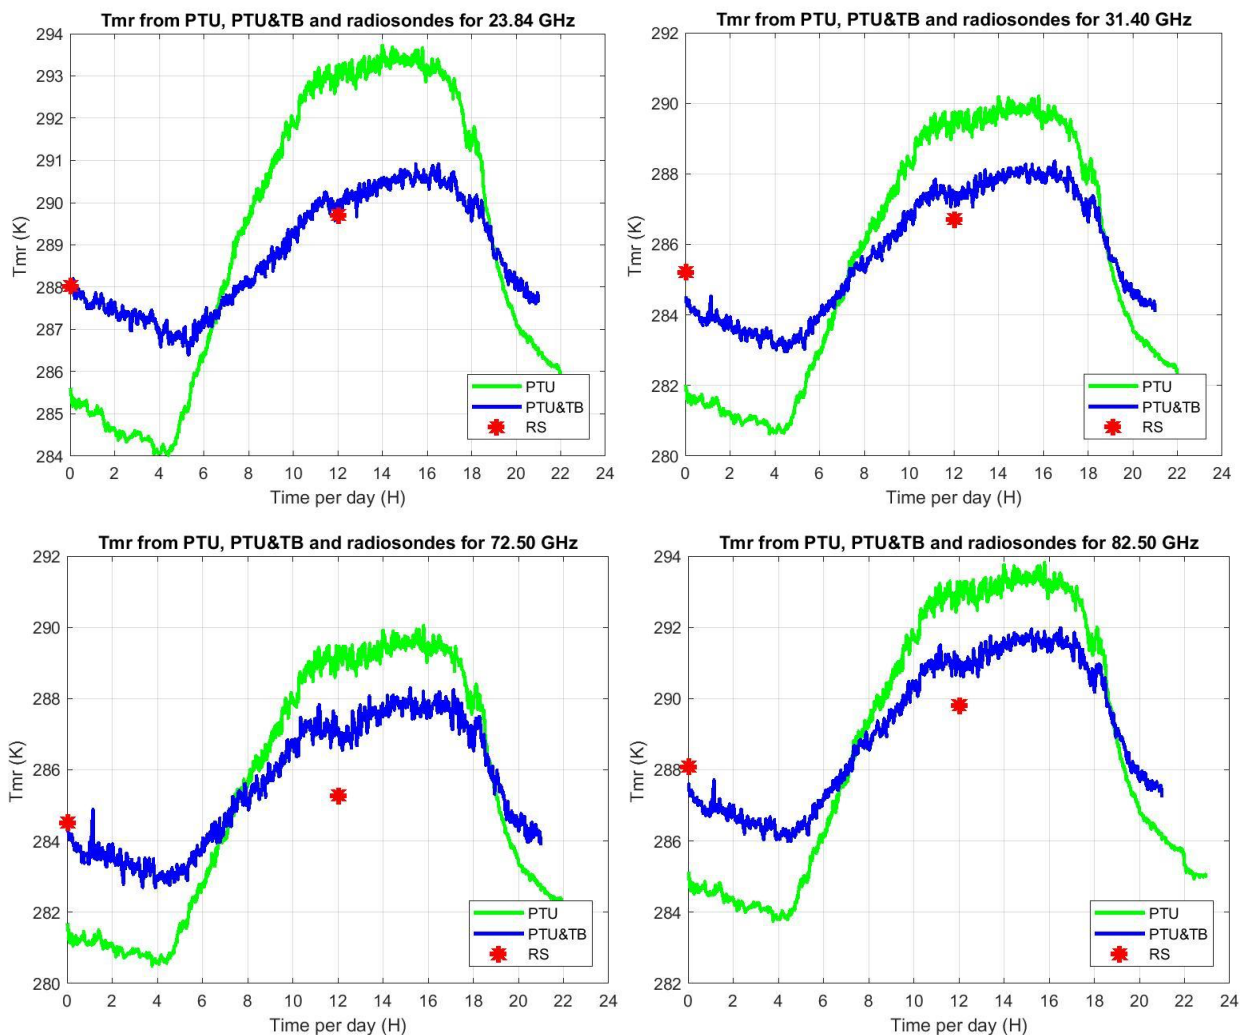 Tmr from PTU, PTU&TB and radiosondes for 23.84 GHz
294
293
292
291
290
289
288
287
286
285
284
Tmr (K)
PTU
PTU&TB
RS
0 2 4 6 8 10 12 14 16 18 20 22 24
Time per day (H)
Tmr from PTU, PTU&TB and radiosondes for 31.40 GHz
292
290
288
286
284
282
280
Tmr (K)
PTU
PTU&TB
RS
0 2 4 6 8 10 12 14 16 18 20 22 24
Time per day (H)
Tmr from PTU, PTU&TB and radiosondes for 72.50 GHz
292
290
288
286
284
282
280
Tmr (K)
PTU
PTU&TB
RS
0 2 4 6 8 10 12 14 16 18 20 22 24
Time per day (H)
Tmr from PTU, PTU&TB and radiosondes for 82.50 GHz
294
292
290
288
286
284
282
Tmr (K)
PTU
PTU&TB
RS
0 2 4 6 8 10 12 14 16 18 20 22 24
Time per day (H)